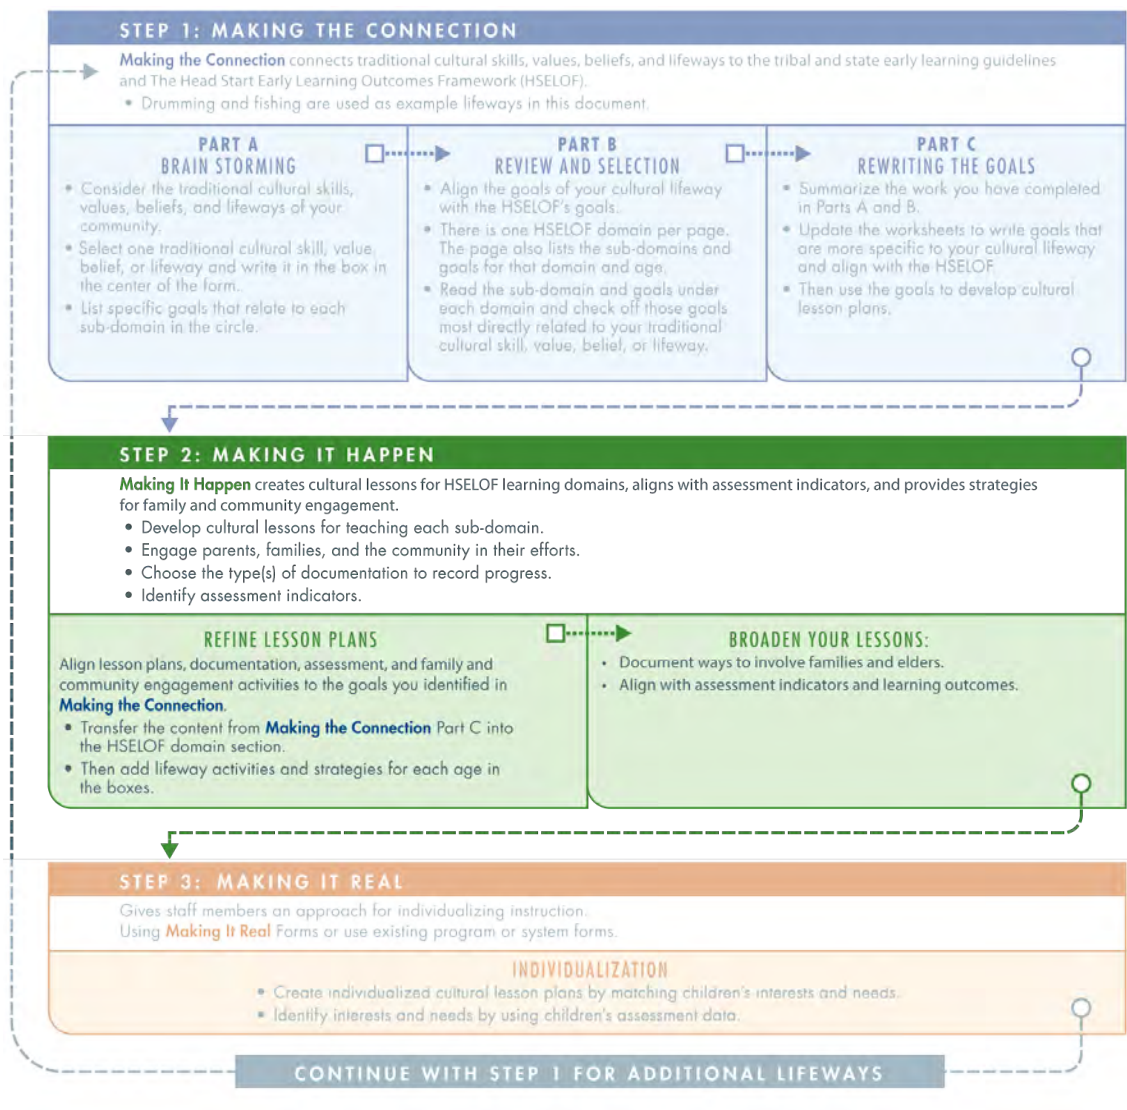 STEP 1: MAKING THE CONNECTION
Making the Connection connects traditional cultural skills, values, beliefs, and lifeways to the tribal and state early learning guidelines
and The Head Start Early Learning Outcomes Framework (HSELOF).
• Drumming and fishing are used as example lifeways in this document.
PART A
BRAIN STORMING
• Consider the traditional cultural skills,
values, beliefs, and lifeways of your
community.
• Select one traditional cultural skill, value,
belief, or lifeway and write it in the box in
the center of the form.
• List specific goals that relate to each
sub-domain in the circle.
PART B
REVIEW AND SELECTION
• Align the goals of your cultural lifeway
with the HSELOF's goals.
• There is one HSELOF domain per page.
The page also lists the sub-domains and
goals for that domain and age.
• Read the sub-domain and goals under
each domain and check off those goals
most directly related to your traditional
cultural skill, value, belief, or lifeway.
PART C
REWRITING THE GOALS
• Summarize the work you have completed
in Parts A and B.
• Update the worksheets to write goals that
are more specific to your cultural lifeway
and align with the HSELOF.
• Then use the goals to develop cultural
lesson plans.
STEP 2: MAKING IT HAPPEN
Making It Happen creates cultural lessons for HSELOF learning domains, aligns with assessment indicators, and provides strategies
for family and community engagement.
• Develop cultural lessons for teaching each sub-domain.
• Engage parents, families, and the community in their efforts.
• Choose the type(s) of documentation to record progress.
• Identify assessment indicators.
REFINE LESSON PLANS
Align lesson plans, documentation, assessment, and family and
community engagement activities to the goals you identified in
Making the Connection.
• Transfer the content from Making the Connection Part C into
the HSELOF domain section.
• Then add lifeway activities and strategies for each age in
the boxes.
BROADEN YOUR LESSONS:
• Document ways to involve families and elders.
• Align with assessment indicators and learning outcomes.
STEP 3: MAKING IT REAL
Gives staff members an approach for individualizing instruction.
Using Making It Real Forms or use existing program or system forms.
INDIVIDUALIZATION
• Create individualized cultural lesson plans by matching children's interests and needs.
• Identify interests and needs by using children's assessment data.
CONTINUE WITH STEP 1 FOR ADDITIONAL LIFEWAYS